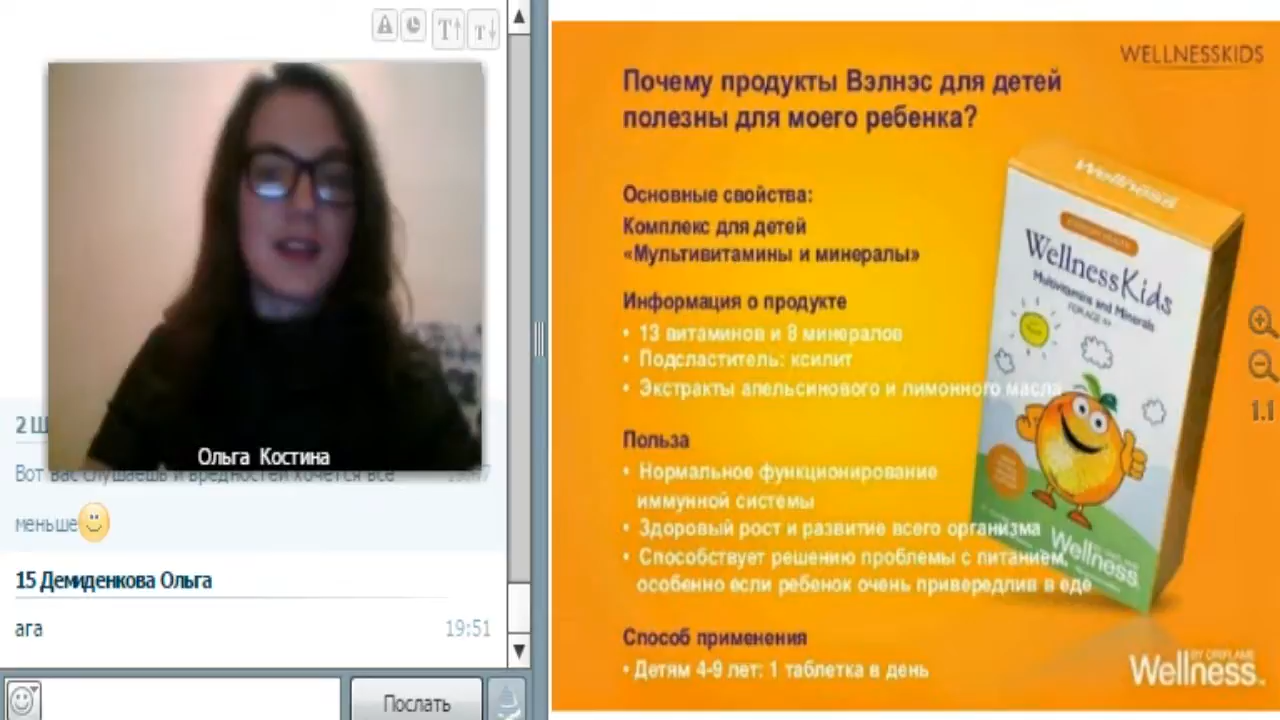 Ольга Костина
2 Ш
Вот вас слушаешь и вредностей хочется все
меньше
15 Демиденкова Ольга
ага
19:51
Послать
WELLNESSKIDS
Почему продукты Вэлнэс для детей
полезны для моего ребенка?
Основные свойства:
Комплекс для детей
«Мультивитамины и минералы»
Информация о продукте
• 13 витаминов и 8 минералов
• Подсластитель: ксилит
• Экстракты апельсинового и лимонного масла
Польза
• Нормальное функционирование
иммунной системы
• Здоровый рост и развитие всего организма
• Способствует решению проблемы с питанием,
особенно если ребенок очень привередлив в еде
Способ применения
• Детям 4-9 лет: 1 таблетка в день
Wellness
WellnessKids
Multivitamins and Minerals
Wellness
BY ORIFLAME
Wellness
1:1